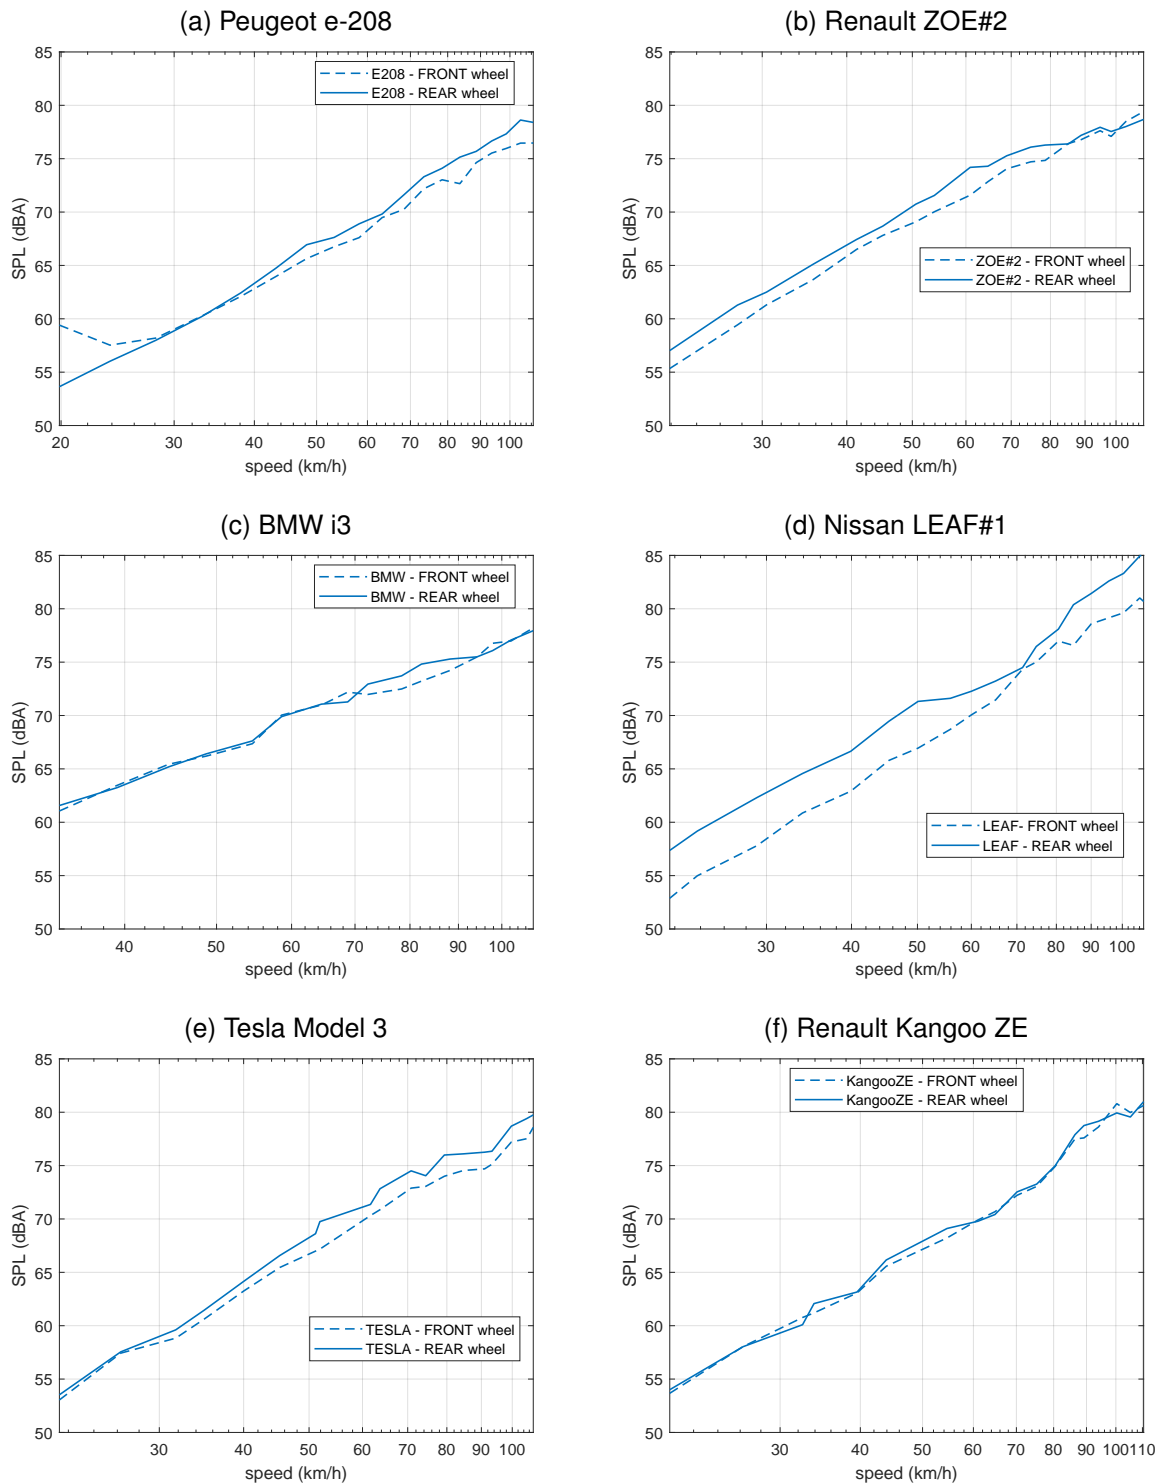 (a) Peugeot e-208
85
80
75
70
65
60
55
50
SPL (dBA)
E208 - FRONT wheel
E208 - REAR wheel
20 30 40 50 60 70 80 90 100
speed (km/h)
(b) Renault ZOE#2
85
80
75
70
65
60
55
50
SPL (dBA)
ZOE#2 - FRONT wheel
ZOE#2 - REAR wheel
30 40 50 60 70 80 90 100
speed (km/h)
(c) BMW i3
85
80
75
70
65
60
55
50
SPL (dBA)
BMW - FRONT wheel
BMW - REAR wheel
40 50 60 70 80 90 100
speed (km/h)
(d) Nissan LEAF#1
85
80
75
70
65
60
55
50
SPL (dBA)
LEAF- FRONT wheel
LEAF - REAR wheel
30 40 50 60 70 80 90 100
speed (km/h)
(e) Tesla Model 3
85
80
75
70
65
60
55
50
SPL (dBA)
TESLA - FRONT wheel
TESLA - REAR wheel
30 40 50 60 70 80 90 100
speed (km/h)
(f) Renault Kangoo ZE
85
80
75
70
65
60
55
50
SPL (dBA)
KangooZE - FRONT wheel
KangooZE - REAR wheel
30 40 50 60 70 80 90 100 110
speed (km/h)